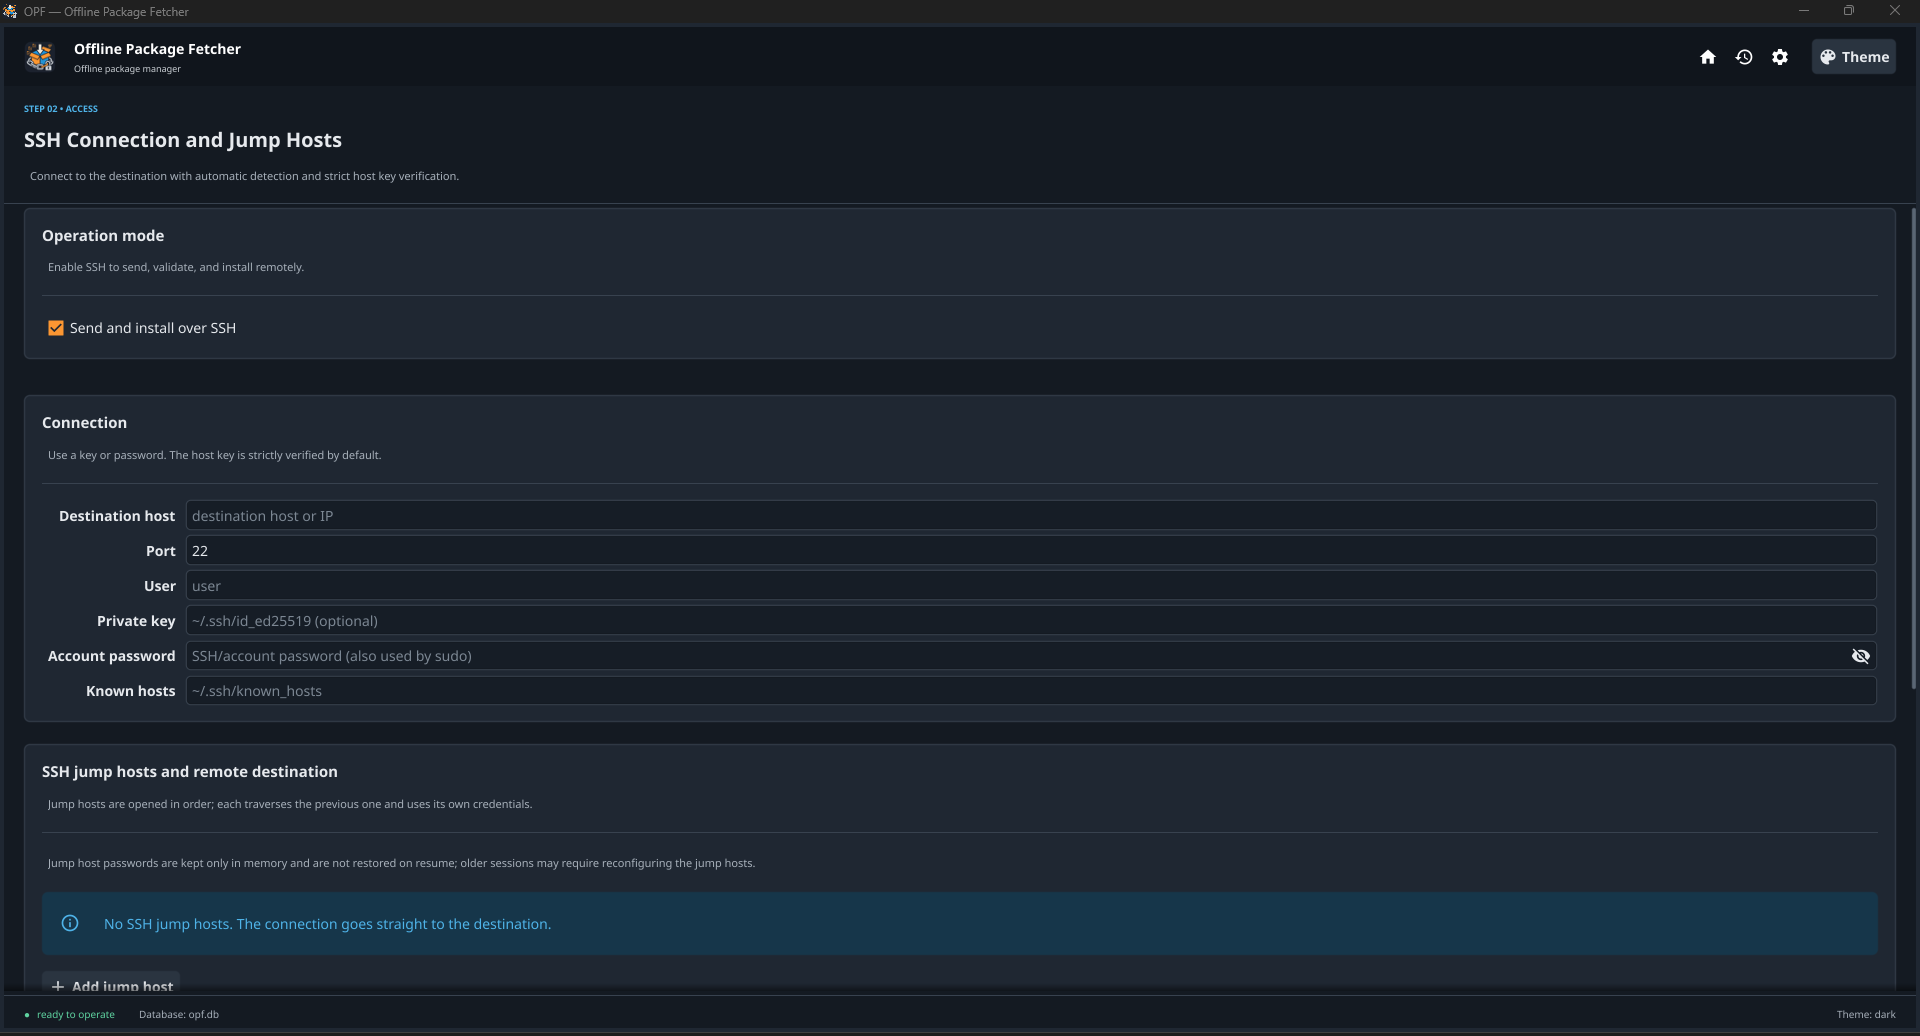 OPF — Offline Package Fetcher
Offline Package Fetcher
Offline package manager
Theme
STEP 02 • ACCESS
SSH Connection and Jump Hosts
Connect to the destination with automatic detection and strict host key verification.
Operation mode
Enable SSH to send, validate, and install remotely.
Send and install over SSH
Connection
Use a key or password. The host key is strictly verified by default.
Destination host destination host or IP
Port 22
User user
Private key ~/.ssh/id_ed25519 (optional)
Account password SSH/account password (also used by sudo)
Known hosts ~/.ssh/known_hosts
SSH jump hosts and remote destination
Jump hosts are opened in order; each traverses the previous one and uses its own credentials.
Jump host passwords are kept only in memory and are not restored on resume; older sessions may require reconfiguring the jump hosts.
No SSH jump hosts. The connection goes straight to the destination.
+ Add jump host
• ready to operate Database: opf.db Theme: dark